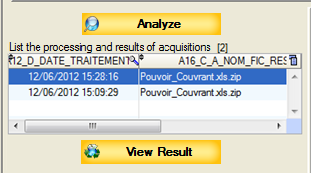 Analyze
List the processing and results of acquisitions [2]
12_D_DATE_TRAITEMENT A16_C_A_NOM_FIC_RES
12/06/2012 15:28:16 Pouvoir_Couvrant.xls.zip
12/06/2012 15:09:29 Pouvoir_Couvrant.xls.zip
View Result